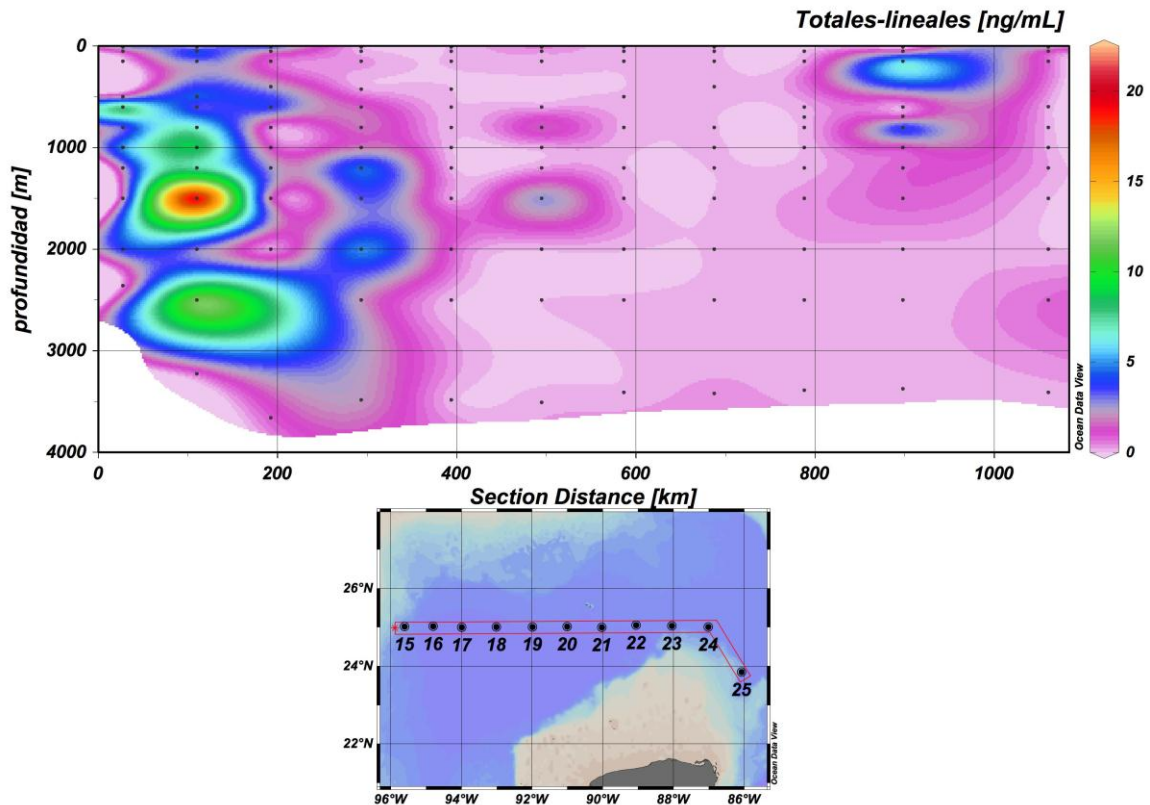 Totales-lineales [ng/mL]
profundidad [m]
0
1000
2000
3000
4000
0 200 400 600 800 1000
Section Distance [km]
20
15
10
5
0
Ocean Data View
26°N
24°N
22°N
15 16 17 18 19 20 21 22 23 24
25
96°W 94°W 92°W 90°W 88°W 86°W
Ocean Data View